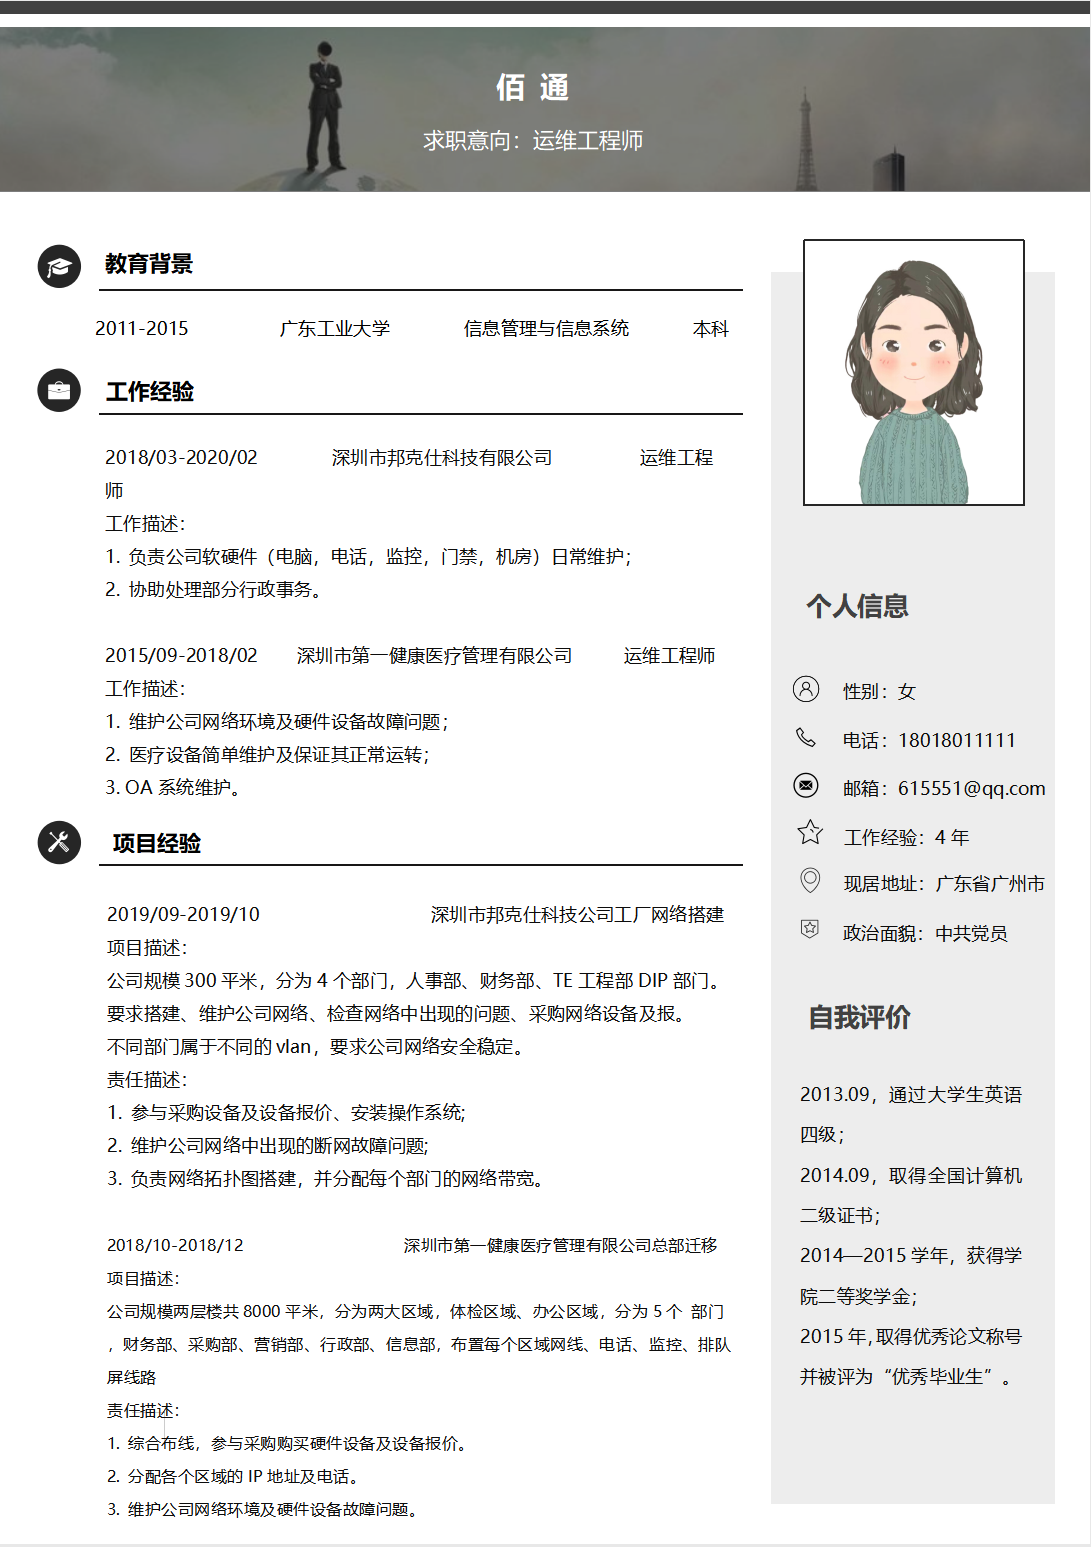 佰 通
求职意向：运维工程师
教育背景
2011-2015 广东工业大学 信息管理与信息系统 本科
工作经验
2018/03-2020/02 深圳市邦克仕科技有限公司 运维工程
师
工作描述：
1. 负责公司软硬件（电脑，电话，监控，门禁，机房）日常维护；
2. 协助处理部分行政事务。
2015/09-2018/02 深圳市第一健康医疗管理有限公司 运维工程师
工作描述：
1. 维护公司网络环境及硬件设备故障问题；
2. 医疗设备简单维护及保证其正常运转；
3. OA 系统维护。
项目经验
2019/09-2019/10 深圳市邦克仕科技公司工厂网络搭建
项目描述：
公司规模 300 平米，分为 4 个部门，人事部、财务部、TE 工程部 DIP 部门。
要求搭建、维护公司网络、检查网络中出现的问题、采购网络设备及报。
不同部门属于不同的 vlan，要求公司网络安全稳定。
责任描述：
1. 参与采购设备及设备报价、安装操作系统;
2. 维护公司网络中出现的断网故障问题;
3. 负责网络拓扑图搭建，并分配每个部门的网络带宽。
2018/10-2018/12 深圳市第一健康医疗管理有限公司总部迁移
项目描述：
公司规模两层楼共 8000 平米，分为两大区域，体检区域、办公区域，分为 5 个 部门
，财务部、采购部、营销部、行政部、信息部，布置每个区域网线、电话、监控、排队
屏线路
责任描述：
1. 综合布线，参与采购购买硬件设备及设备报价。
2. 分配各个区域的 IP 地址及电话。
3. 维护公司网络环境及硬件设备故障问题。
个人信息
性别：女
电话：18018011111
邮箱：615551@qq.com
工作经验：4 年
现居地址：广东省广州市
政治面貌：中共党员
自我评价
2013.09，通过大学生英语
四级；
2014.09，取得全国计算机
二级证书；
2014—2015 学年，获得学
院二等奖学金；
2015 年，取得优秀论文称号
并被评为“优秀毕业生”。